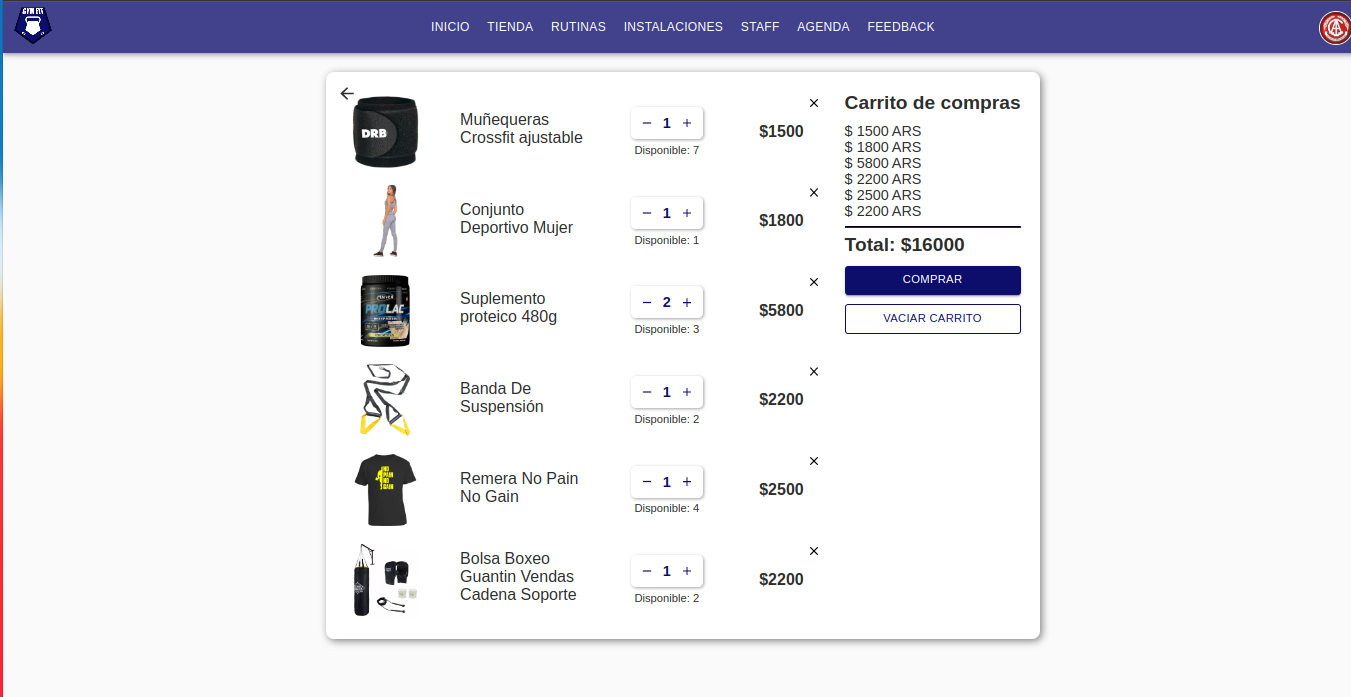 GYM FIT
INICIO TIENDA RUTINAS INSTALACIONES STAFF AGENDA FEEDBACK
DRB
Muñequeras
Crossfit ajustable
− 1 +
Disponible: 7
$1500
Conjunto
Deportivo Mujer
− 1 +
Disponible: 1
$1800
PROLAC
Suplemento
proteico 480g
− 2 +
Disponible: 3
$5800
Banda De
Suspensión
− 1 +
Disponible: 2
$2200
NO
PAIN
NO
GAIN
Remera No Pain
No Gain
− 1 +
Disponible: 4
$2500
Bolsa Boxeo
Guantin Vendas
Cadena Soporte
− 1 +
Disponible: 2
$2200
Carrito de compras
$ 1500 ARS
$ 1800 ARS
$ 5800 ARS
$ 2200 ARS
$ 2500 ARS
$ 2200 ARS
Total: $16000
COMPRAR
VACIAR CARRITO